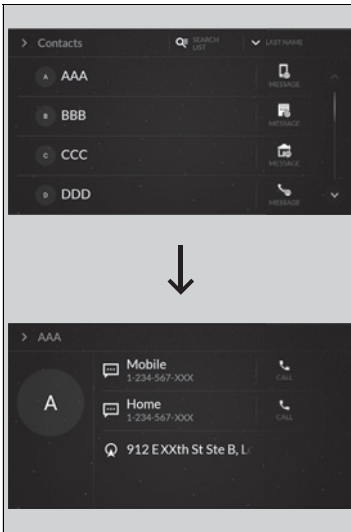 > Contacts
SEARCH LIST
LAST NAME
A AAA
MESSAGE
B BBB
MESSAGE
C CCC
MESSAGE
D DDD
MESSAGE
> AAA
A
Mobile
1-234-567-XXX
CALL
Home
1-234-567-XXX
CALL
912 E XXth St Ste B, L